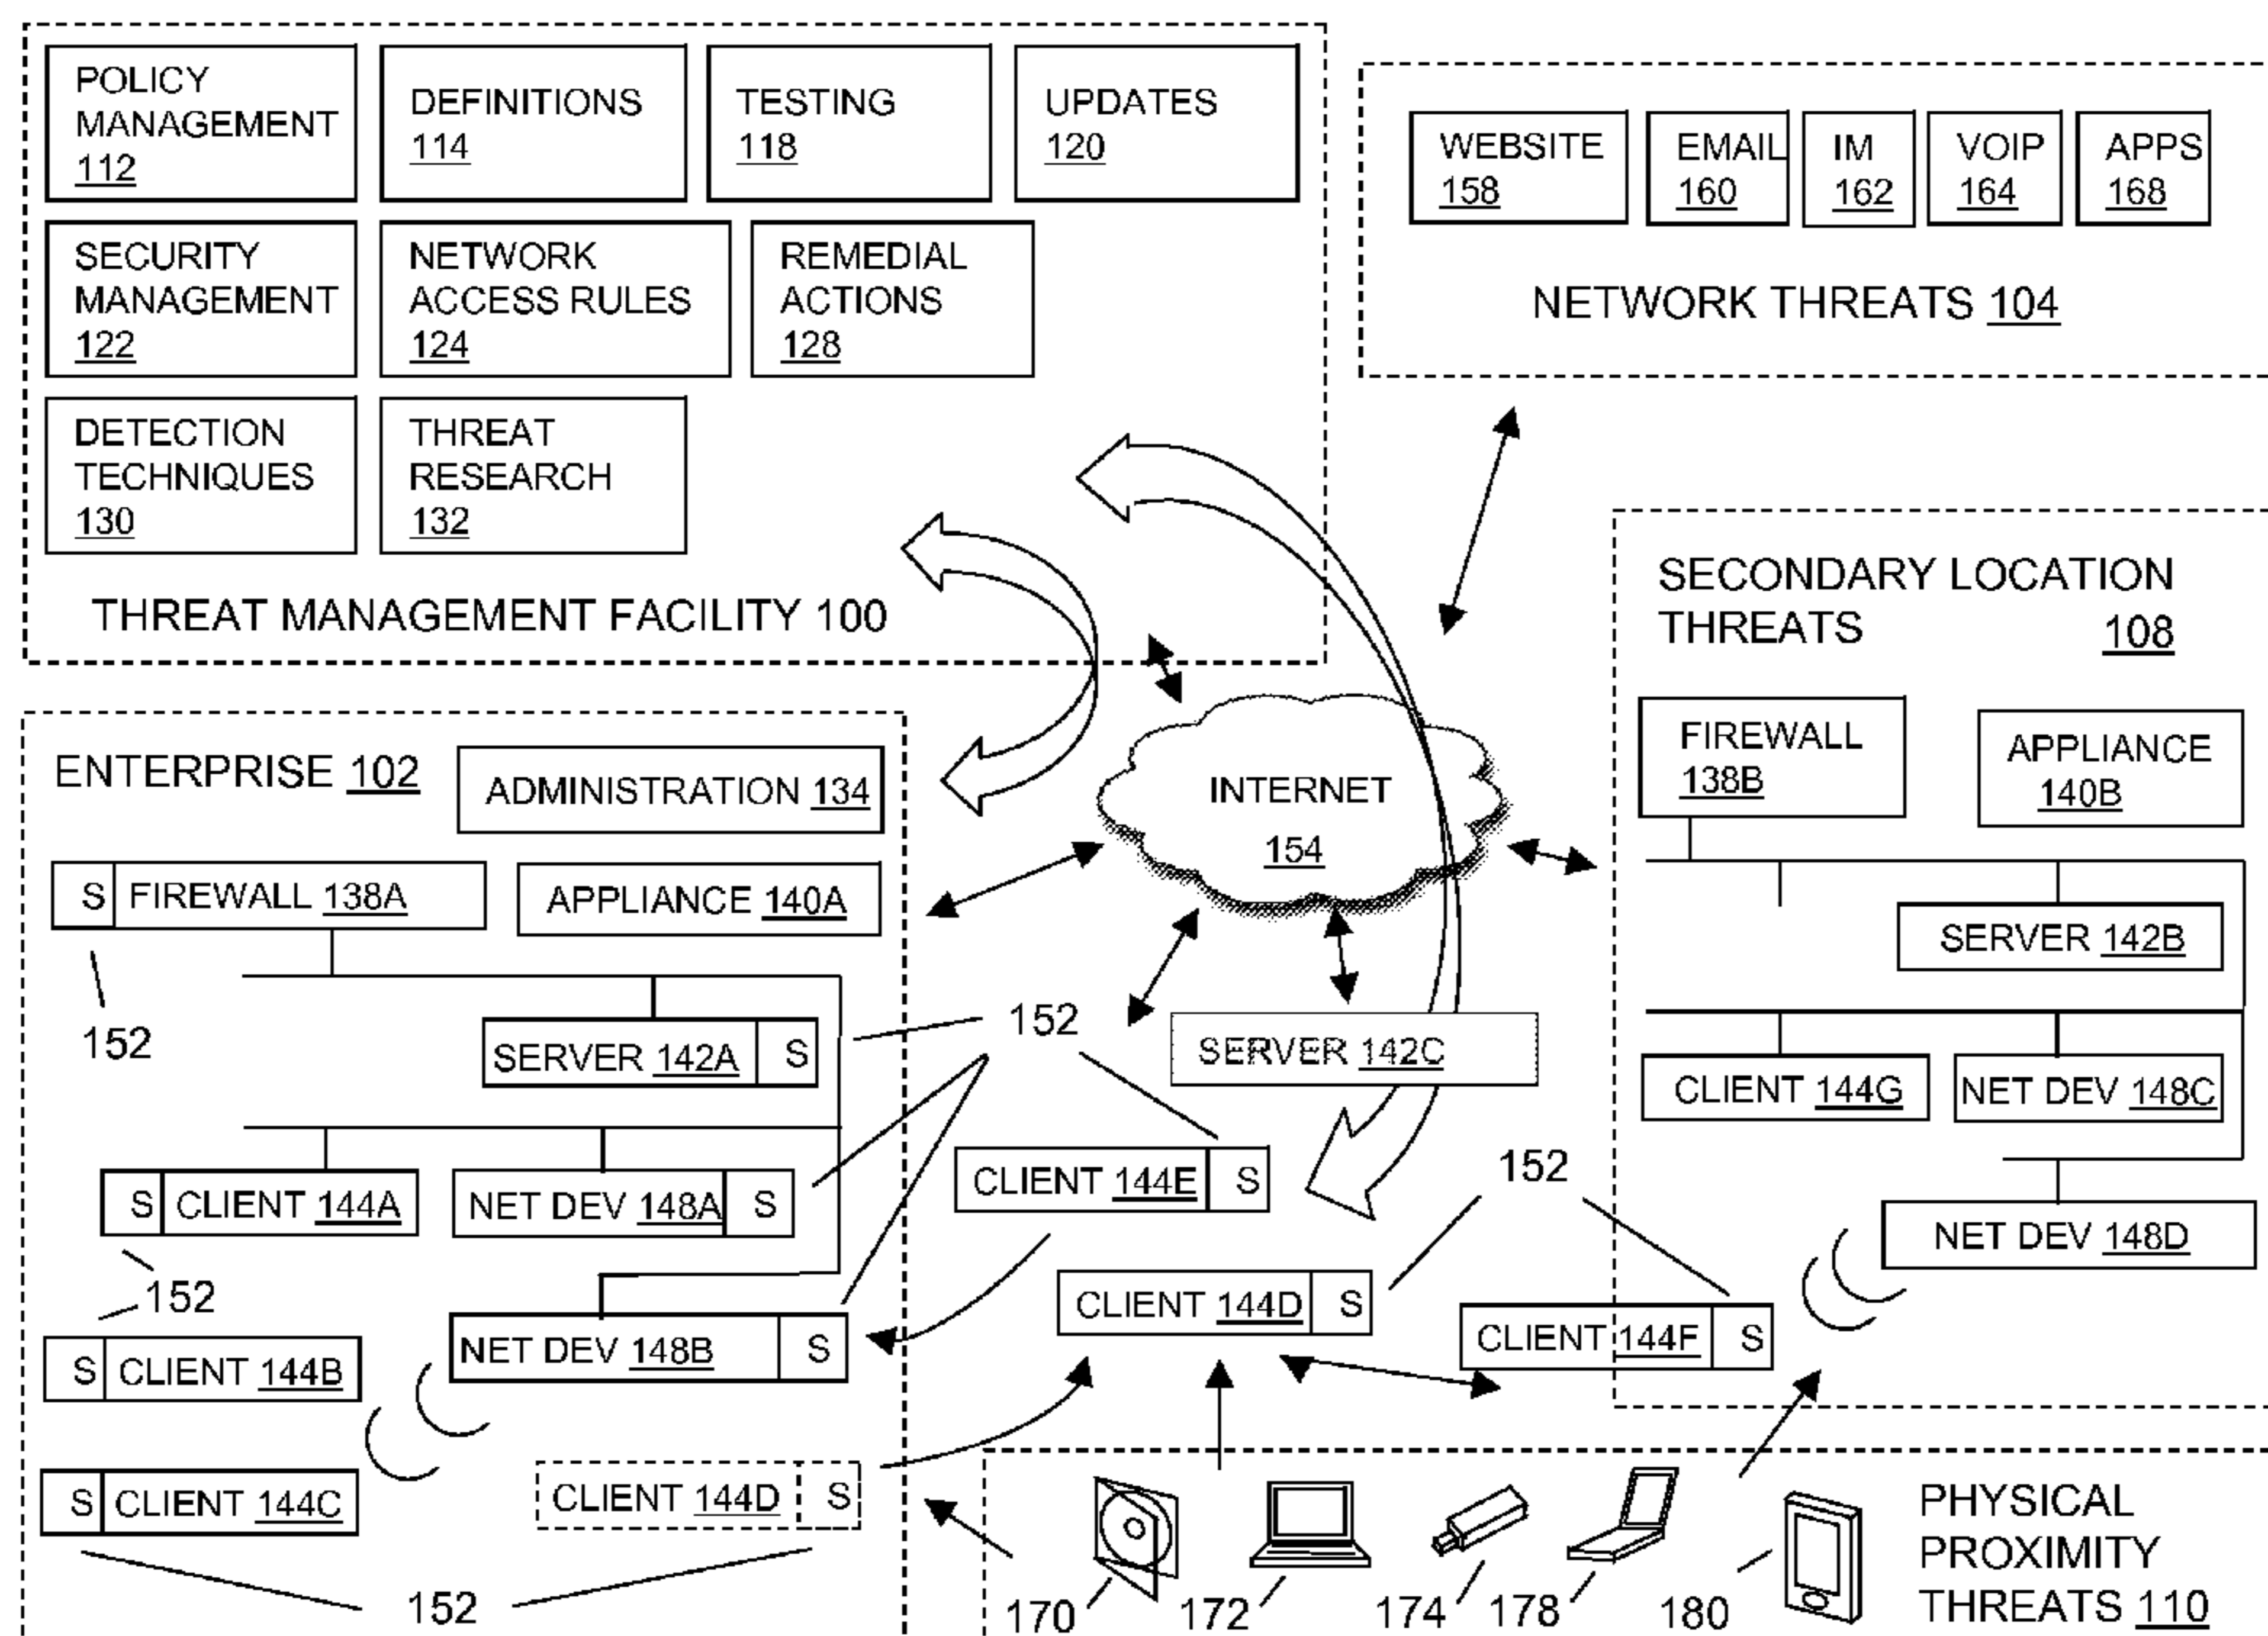 POLICY
MANAGEMENT
112
DEFINITIONS
114
TESTING
118
UPDATES
120
SECURITY
MANAGEMENT
122
NETWORK
ACCESS RULES
124
REMEDIAL
ACTIONS
128
DETECTION
TECHNIQUES
130
THREAT
RESEARCH
132
THREAT MANAGEMENT FACILITY 100
WEBSITE
158
EMAIL
160
IM
162
VOIP
164
APPS
168
NETWORK THREATS 104
SECONDARY LOCATION
THREATS 108
FIREWALL
138B
APPLIANCE
140B
SERVER 142B
CLIENT 144G
NET DEV 148C
NET DEV 148D
INTERNET
154
SERVER 142C
ENTERPRISE 102
ADMINISTRATION 134
S FIREWALL 138A
APPLIANCE 140A
152
SERVER 142A S
152
S CLIENT 144A
NET DEV 148A S
152
S CLIENT 144B
NET DEV 148B S
S CLIENT 144C
CLIENT 144D S
152
CLIENT 144E S
152
CLIENT 144D S
CLIENT 144F S
170
172
174
178
180
PHYSICAL
PROXIMITY
THREATS 110